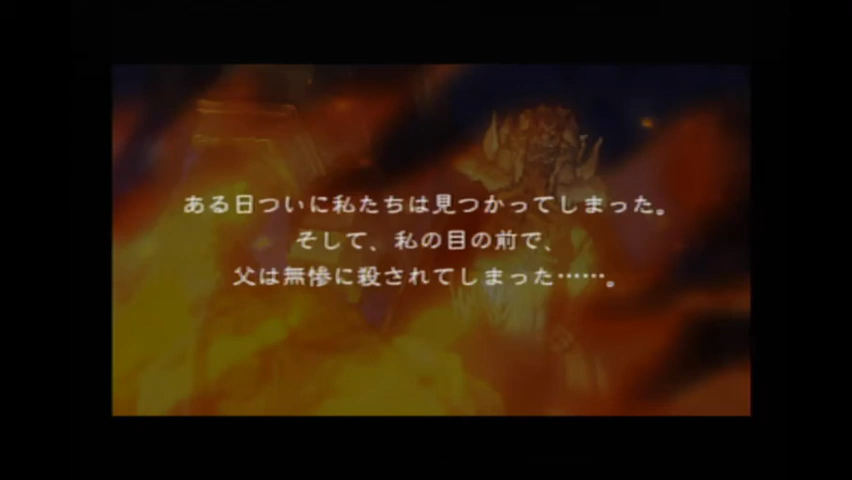 ある日ついに私たちは見つかってしまった。
そして、私の目の前で、
父は無惨に殺されてしまった……。